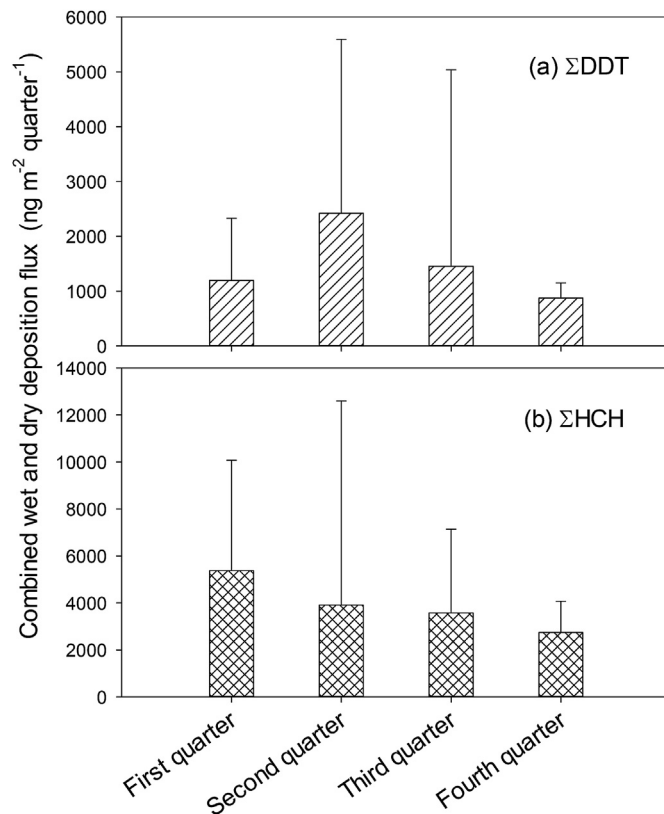 Combined wet and dry deposition flux (ng m⁻² quarter⁻¹)
6000
5000
4000
3000
2000
1000
0
(a) ΣDDT
14000
12000
10000
8000
6000
4000
2000
0
(b) ΣHCH
First quarter
Second quarter
Third quarter
Fourth quarter